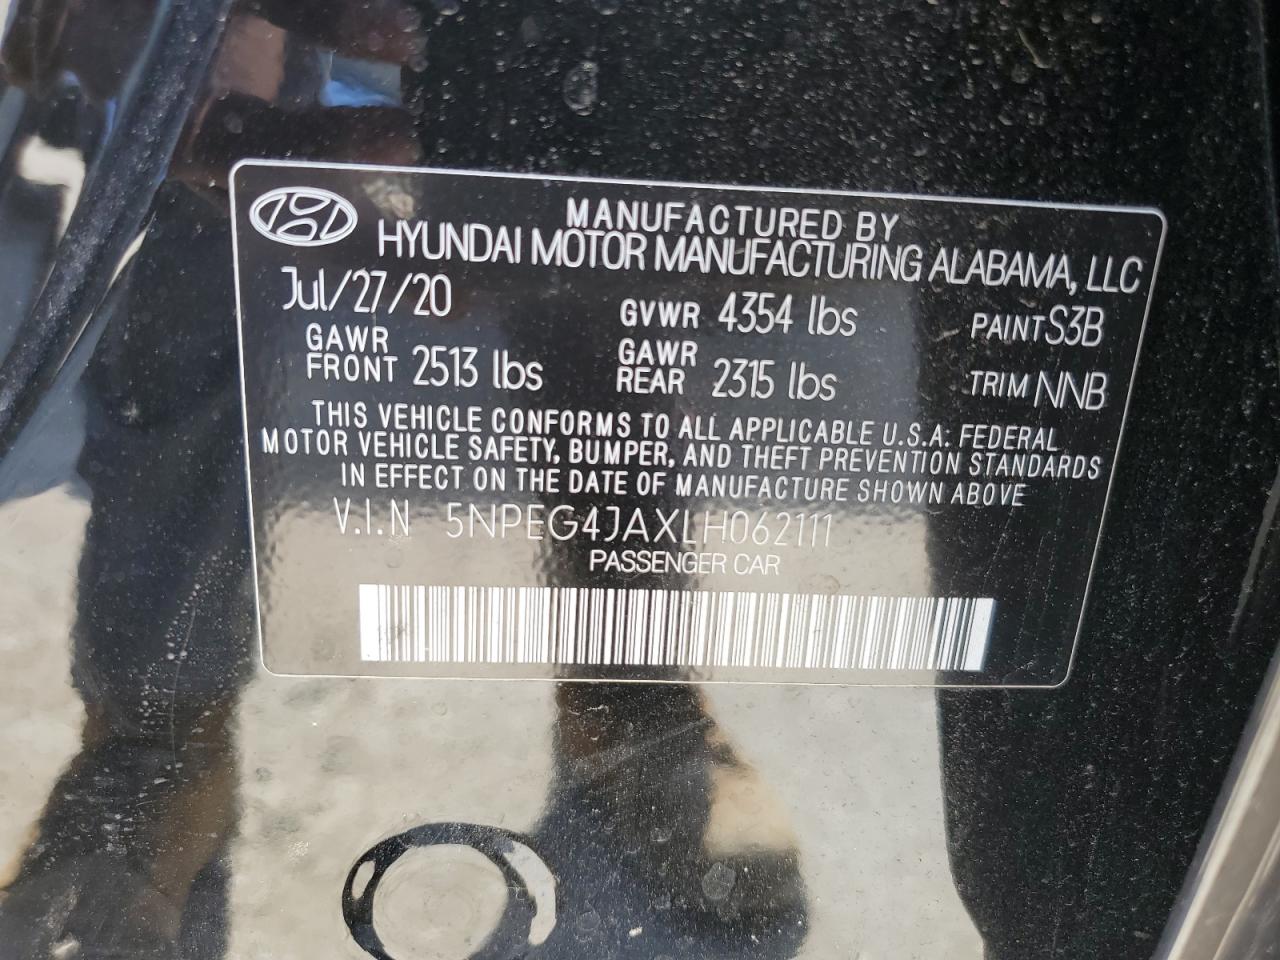 MANUFACTURED BY
HYUNDAI MOTOR MANUFACTURING ALABAMA, LLC
Jul/27/20 GVWR 4354 lbs PAINT S3B
GAWR FRONT 2513 lbs GAWR REAR 2315 lbs TRIM NNB
THIS VEHICLE CONFORMS TO ALL APPLICABLE U.S.A: FEDERAL
MOTOR VEHICLE SAFETY, BUMPER, AND THEFT PREVENTION STANDARDS
IN EFFECT ON THE DATE OF MANUFACTURE SHOWN ABOVE
V.I.N 5NPEG4JAXLH062111
PASSENGER CAR